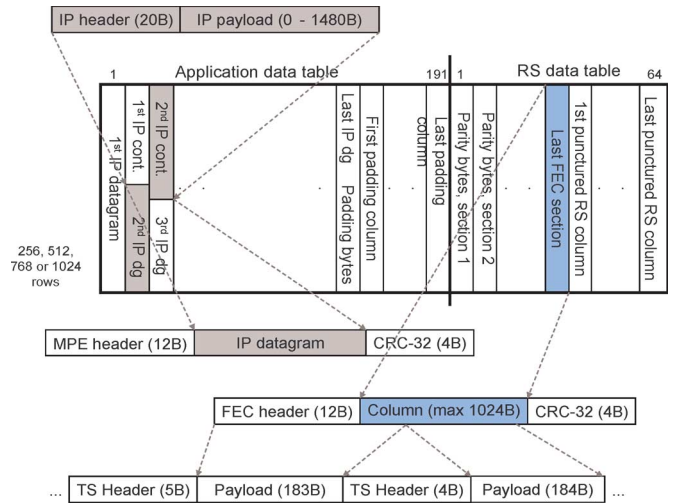 IP header (20B) IP payload (0 - 1480B)
1 Application data table 191 1 RS data table 64
1st IP datagram
1st IP cont.
2nd IP dg
2nd IP cont.
3rd IP dg
. . .
Last IP dg Padding bytes
First padding column
. .
Last padding
column
Parity bytes, section 1
Parity bytes, section 2
. .
Last FEC section
1st punctured RS column
. .
Last punctured RS column
256, 512,
768 or 1024
rows
MPE header (12B) IP datagram CRC-32 (4B)
FEC header (12B) Column (max 1024B) CRC-32 (4B)
... TS Header (5B) Payload (183B) TS Header (4B) Payload (184B) ...